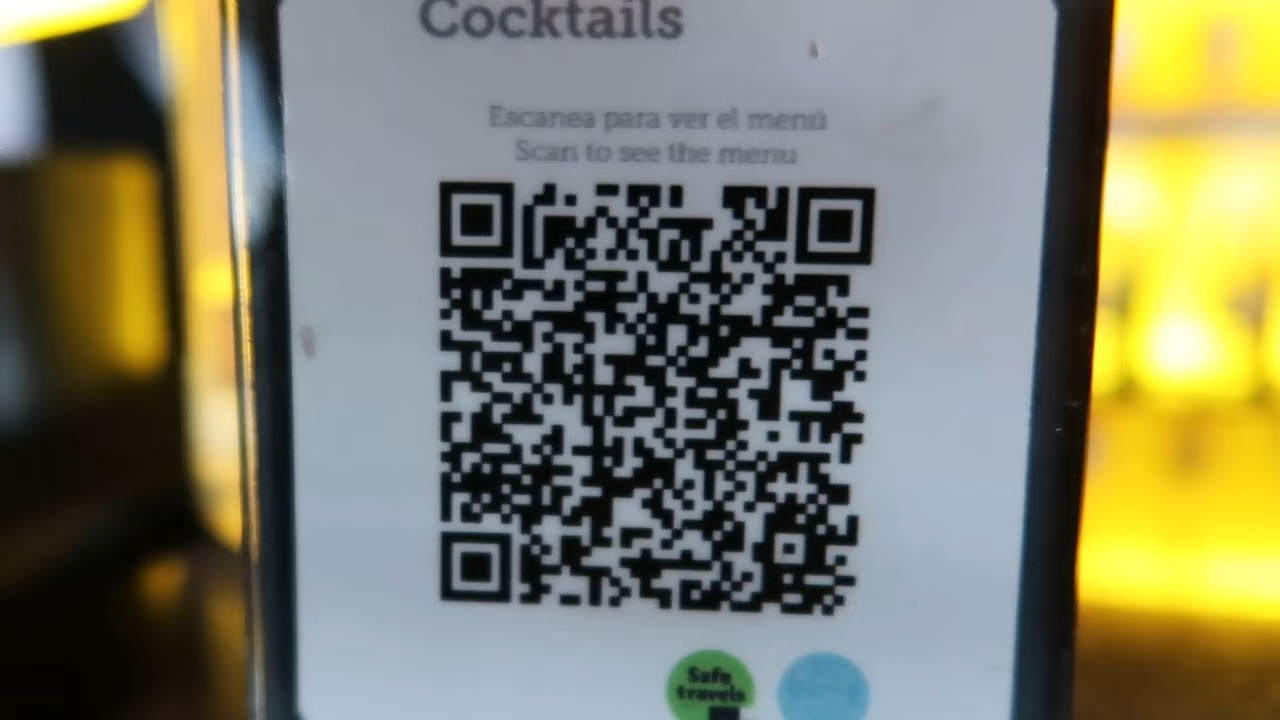 Cocktails
Escanea para ver el menú
Scan to see the menu
Safe
travels